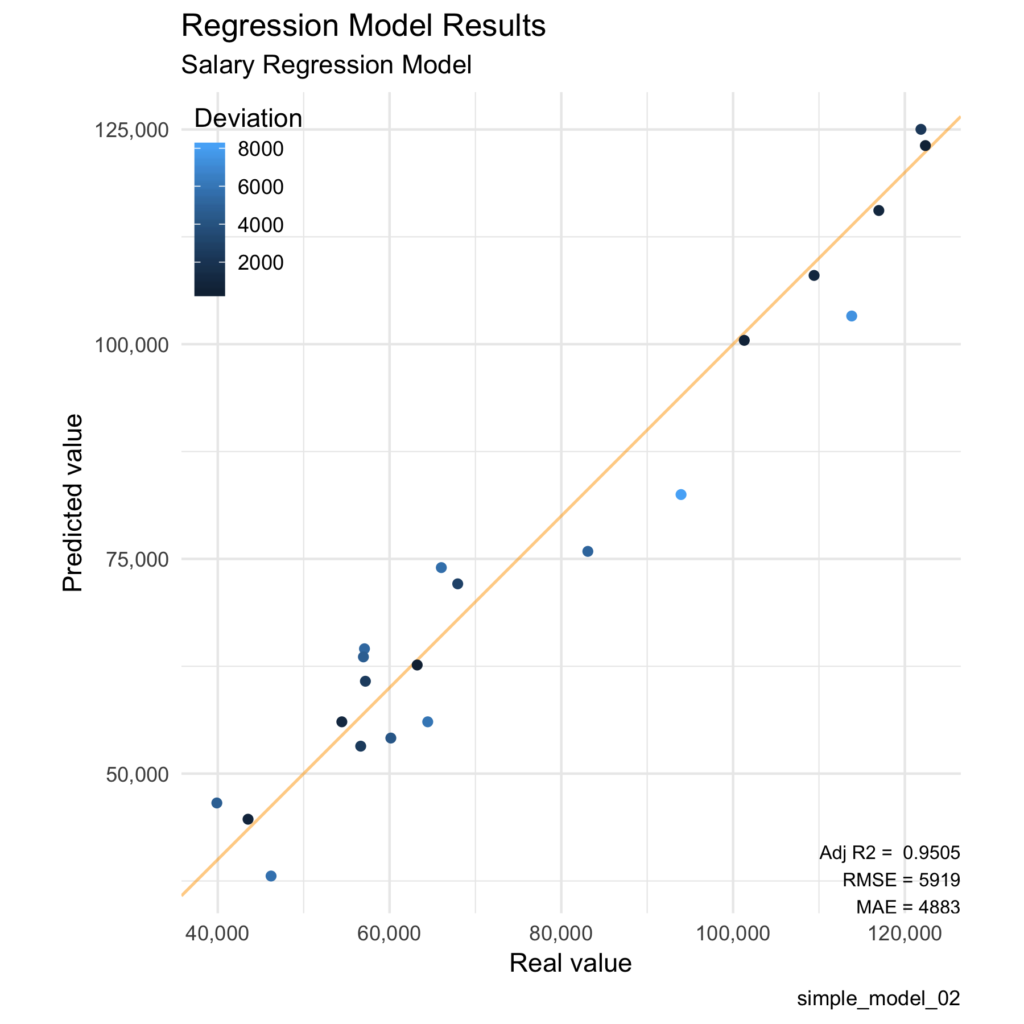 Regression Model Results
Salary Regression Model
Deviation
8000
6000
4000
2000
125,000
100,000
75,000
50,000
Predicted value
Adj R2 =  0.9505
RMSE = 5919
MAE = 4883
40,000 60,000 80,000 100,000 120,000
Real value
simple_model_02